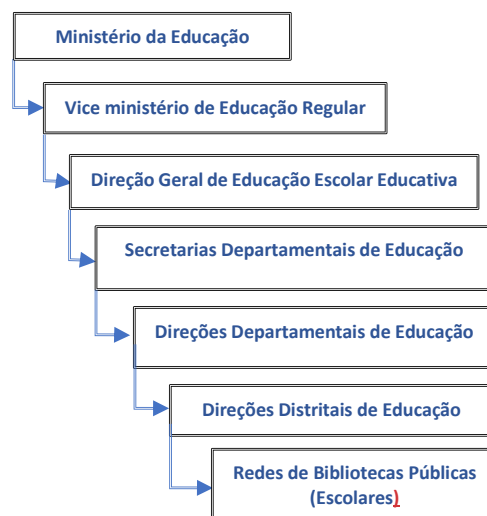 Ministério da Educação
Vice ministério de Educação Regular
Direção Geral de Educação Escolar Educativa
Secretarias Departamentais de Educação
Direções Departamentais de Educação
Direções Distritais de Educação
Redes de Bibliotecas Públicas
(Escolares)